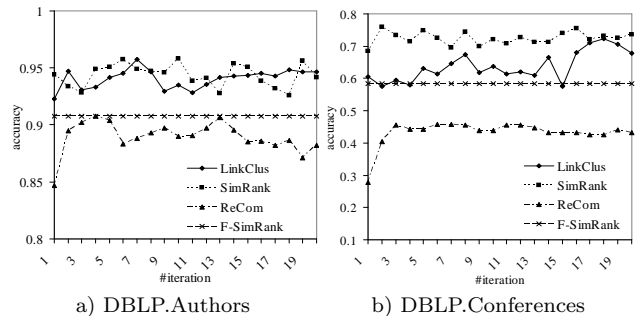 1
0.95
0.9
0.85
0.8
accuracy
1 3 5 7 9 11 13 15 17 19
#iteration
LinkClus
SimRank
ReCom
F-SimRank
a) DBLP.Authors
0.8
0.7
0.6
0.5
0.4
0.3
0.2
0.1
accuracy
1 3 5 7 9 11 13 15 17 19
#iteration
LinkClus
SimRank
ReCom
F-SimRank
b) DBLP.Conferences